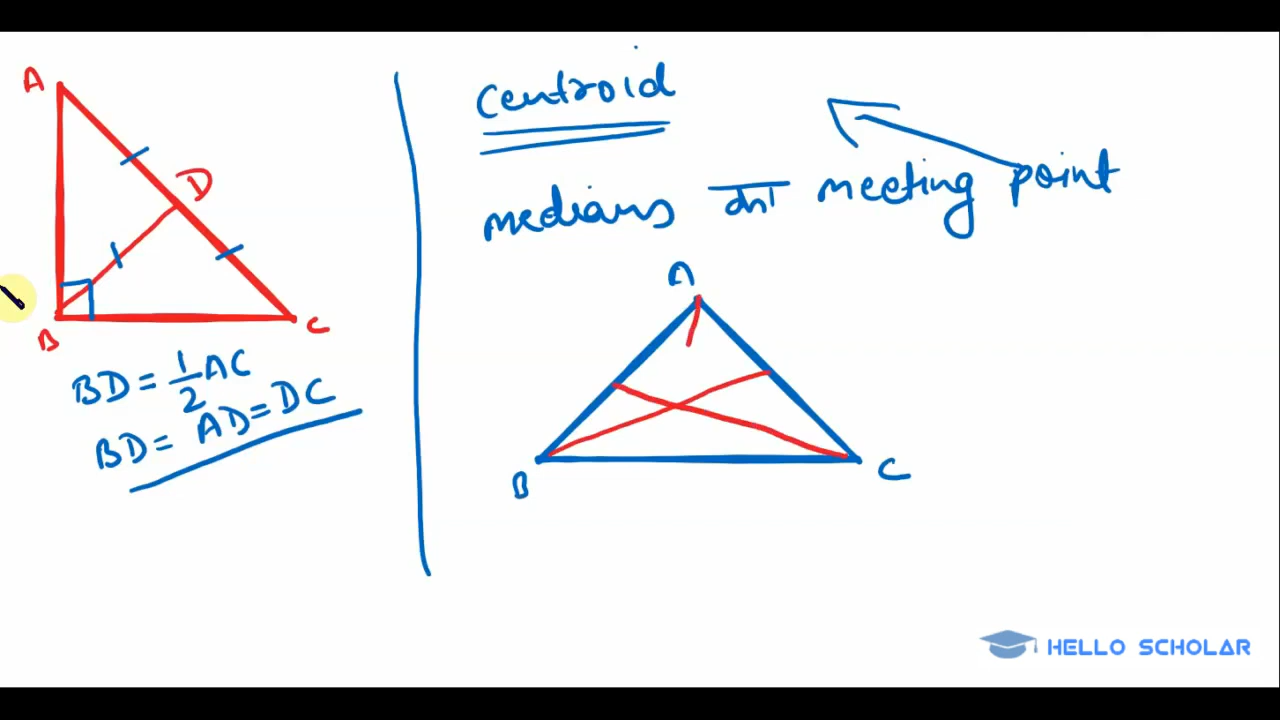 A
D
B
C
BD = 1/2 AC
BD = AD = DC
Centroid
medians का meeting point
A
B
C
HELLO SCHOLAR